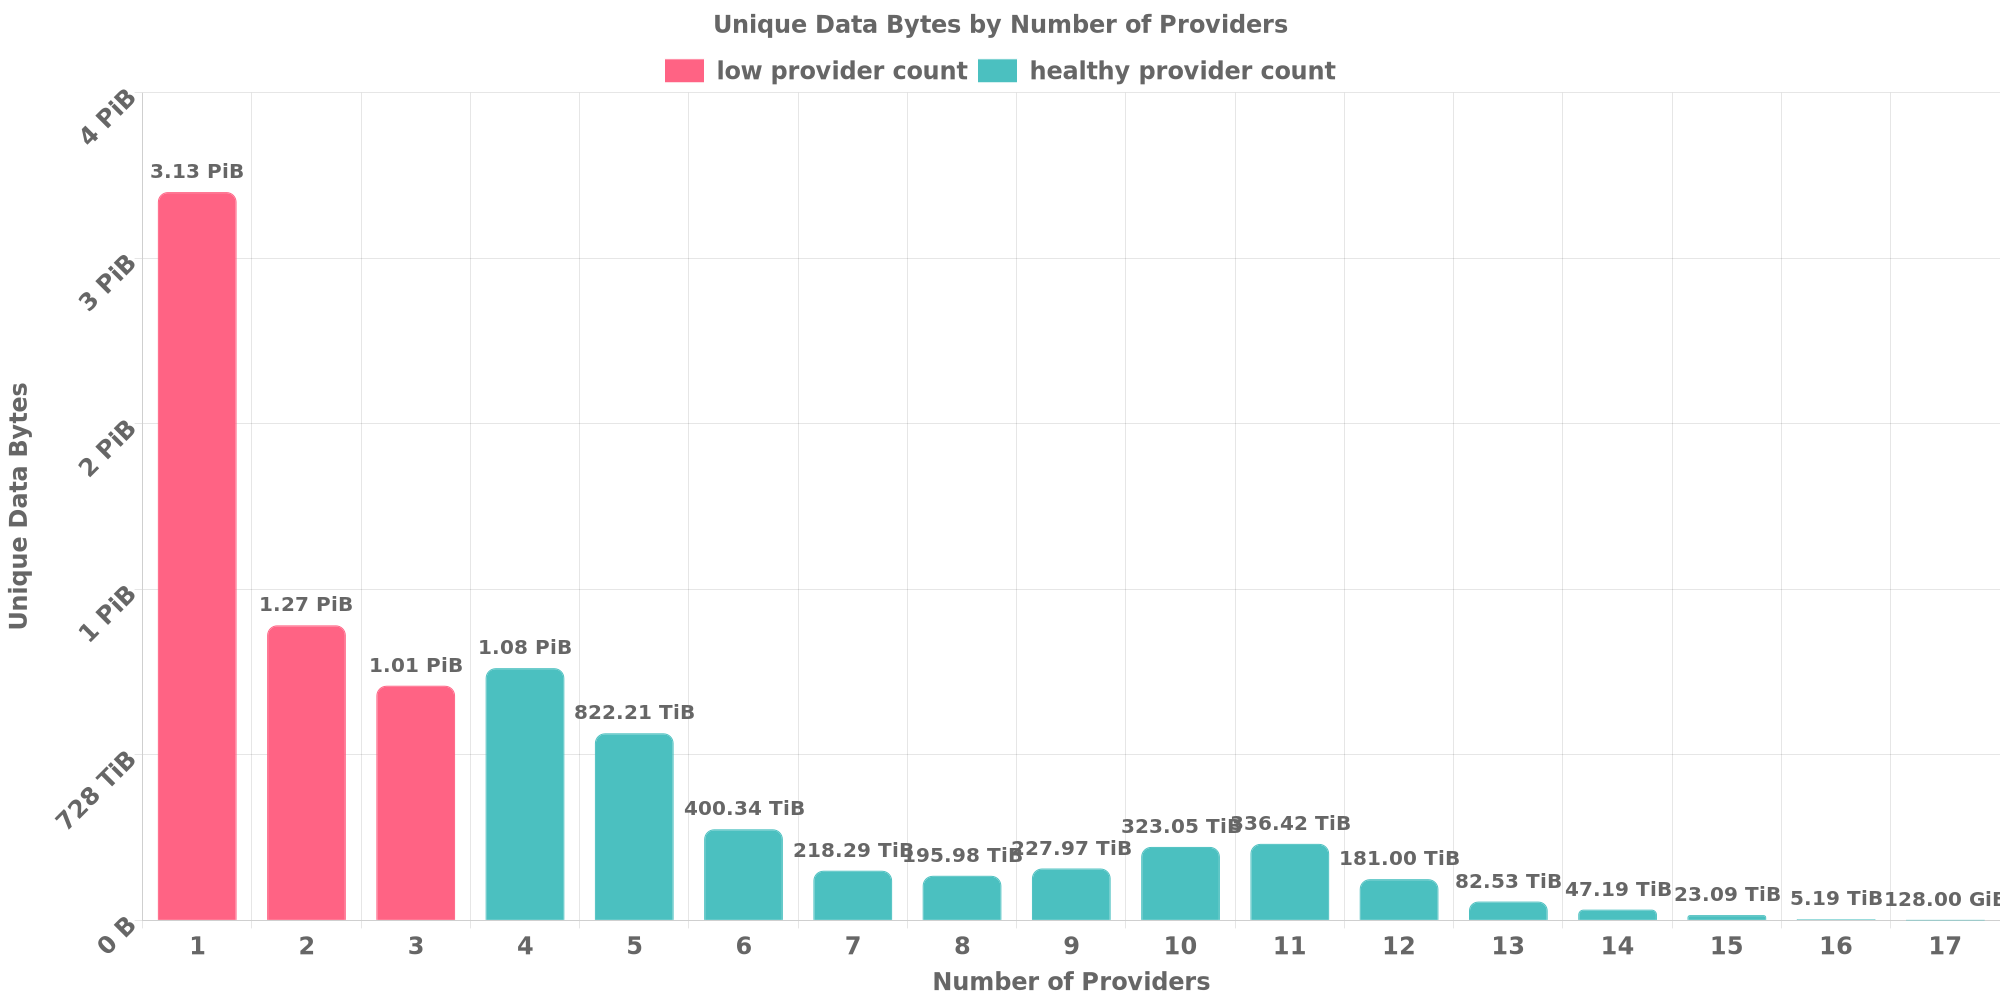 Unique Data Bytes by Number of Providers
low provider count healthy provider count
Unique Data Bytes
4 PiB
3 PiB
2 PiB
1 PiB
728 TiB
0 B
3.13 PiB
1.27 PiB
1.01 PiB
1.08 PiB
822.21 TiB
400.34 TiB
218.29 TiB
195.98 TiB
227.97 TiB
323.05 TiB
336.42 TiB
181.00 TiB
82.53 TiB
47.19 TiB
23.09 TiB
5.19 TiB
128.00 GiB
1 2 3 4 5 6 7 8 9 10 11 12 13 14 15 16 17
Number of Providers